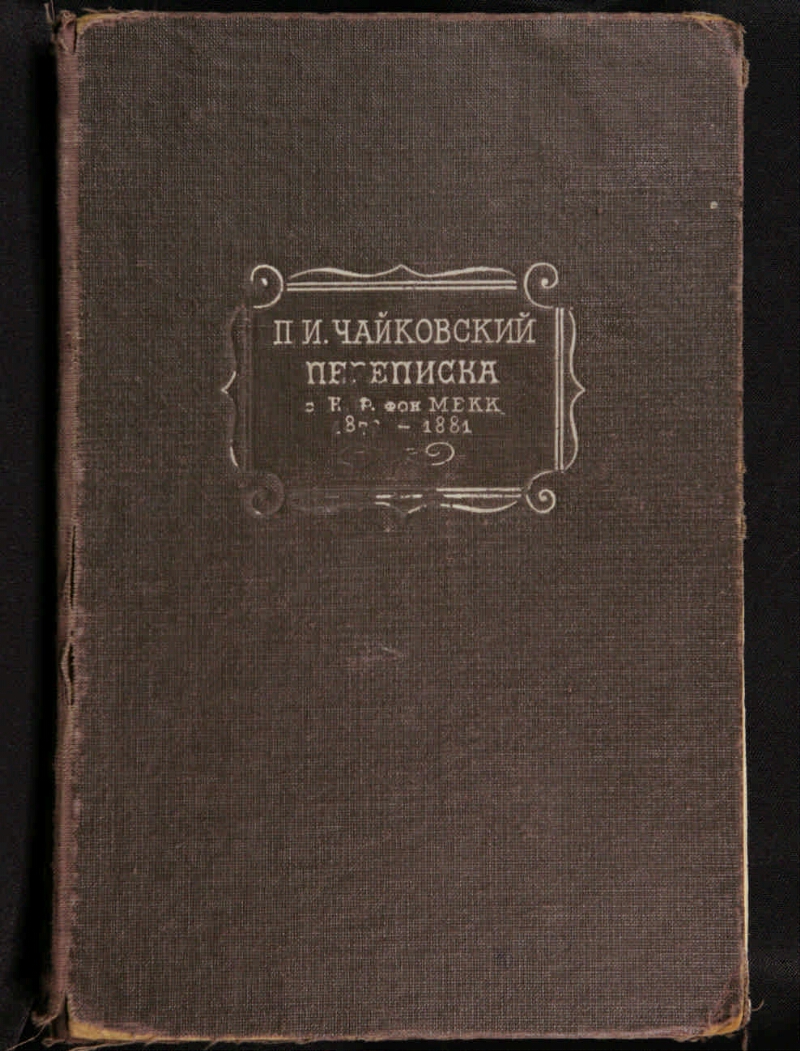 П И. ЧАЙКОВСКИЙ
ПЕРЕПИСКА
фон МЕКК
– 1881